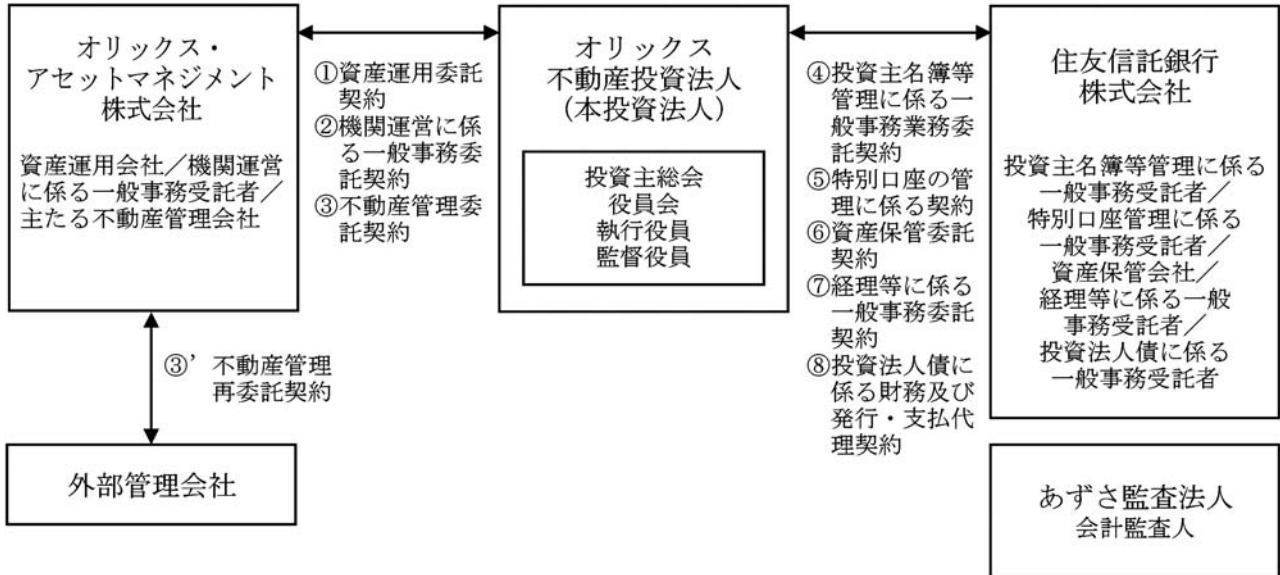 オリックス・
アセットマネジメント
株式会社
資産運用会社／機関運営
に係る一般事務受託者／
主たる不動産管理会社
①資産運用委託
契約
②機関運営に係
る一般事務委
託契約
③不動産管理委
託契約
オリックス
不動産投資法人
（本投資法人）
投資主総会
役員会
執行役員
監督役員
④投資主名簿等
管理に係る一
般事務業務委
託契約
⑤特別口座の管
理に係る契約
⑥資産保管委託
契約
⑦経理等に係る
一般事務委託
契約
⑧投資法人債に
係る財務及び
発行・支払代
理契約
住友信託銀行
株式会社
投資主名簿等管理に係る
一般事務受託者／
特別口座管理に係る
一般事務受託者／
資産保管会社／
経理等に係る一般
事務受託者／
投資法人債に係る
一般事務受託者
③’ 不動産管理
再委託契約
外部管理会社
あずさ監査法人
会計監査人